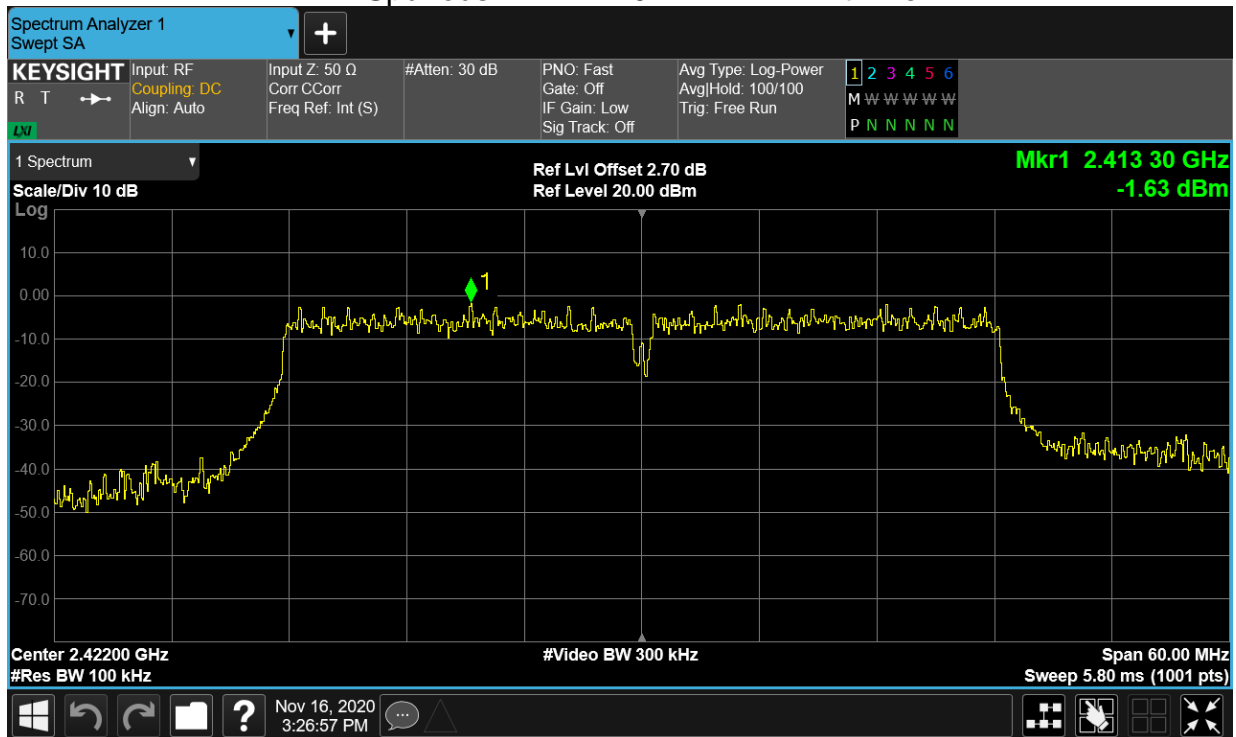 Spectrum Analyzer 1
Swept SA
KEYSIGHT
R T
LXI
Input: RF
Coupling: DC
Align: Auto
Input Z: 50 Ω
Corr CCorr
Freq Ref: Int (S)
#Atten: 30 dB
PNO: Fast
Gate: Off
IF Gain: Low
Sig Track: Off
Avg Type: Log-Power
Avg|Hold: 100/100
Trig: Free Run
1 2 3 4 5 6
M W W W W W
P N N N N N
1 Spectrum
Scale/Div 10 dB
Ref Lvl Offset 2.70 dB
Ref Level 20.00 dBm
Mkr1 2.413 30 GHz
-1.63 dBm
Log
10.0
0.00
-10.0
-20.0
-30.0
-40.0
-50.0
-60.0
-70.0
1
Center 2.42200 GHz
#Res BW 100 kHz
#Video BW 300 kHz
Span 60.00 MHz
Sweep 5.80 ms (1001 pts)
?
Nov 16, 2020
3:26:57 PM